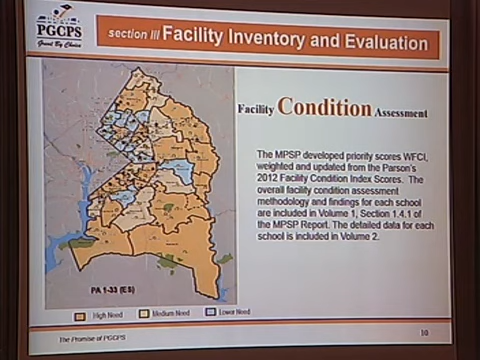 PGCPS
Great By Choice
section III Facility Inventory and Evaluation
Facility Condition Assessment
The MPSP developed priority scores WFCI,
weighted and updated from the Parson's
2012 Facility Condition Index Scores. The
overall facility condition assessment
methodology and findings for each school
are included in Volume 1, Section 1.4.1 of
the MPSP Report. The detailed data for each
school is included in Volume 2.
PA 1-33 (ES)
High Need
Medium Need
Lower Need
The Promise of PGCPS
10